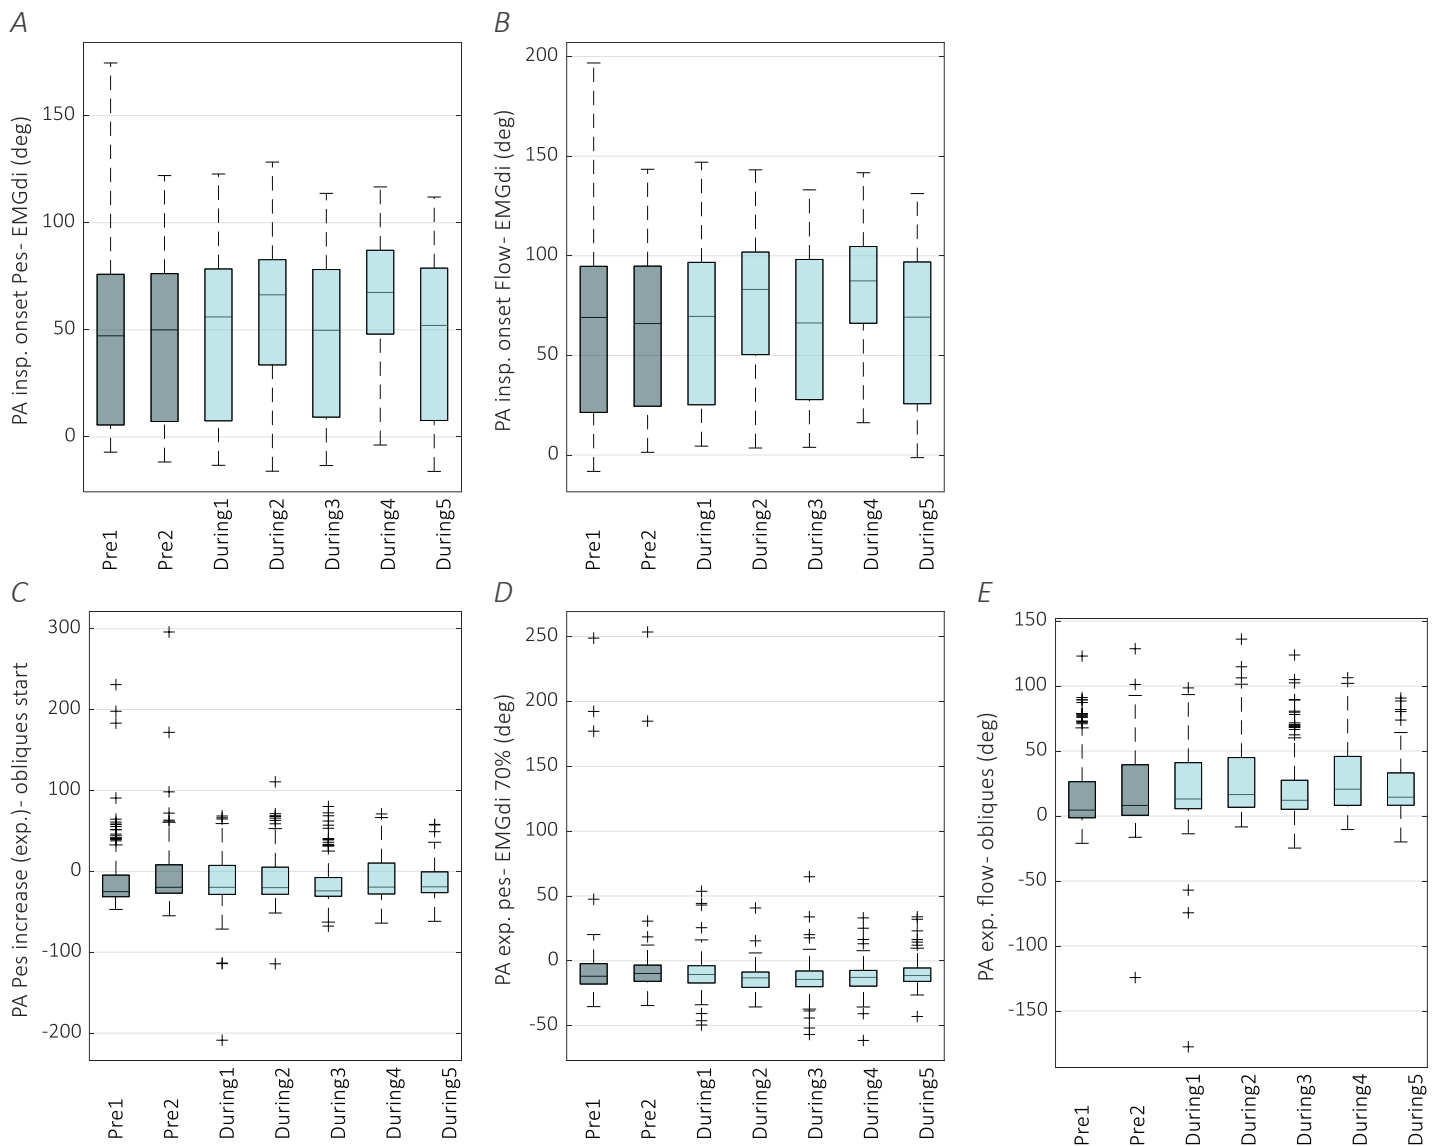 A
PA insp. onset Pes- EMGdi (deg)
150
100
50
0
Pre1
Pre2
During1
During2
During3
During4
During5
B
PA insp. onset Flow- EMGdi (deg)
200
150
100
50
0
Pre1
Pre2
During1
During2
During3
During4
During5
C
PA Pes increase (exp.)- obliques start
300
200
100
0
-100
-200
Pre1
Pre2
During1
During2
During3
During4
During5
D
PA exp. pes- EMGdi 70% (deg)
250
200
150
100
50
0
-50
Pre1
Pre2
During1
During2
During3
During4
During5
E
PA exp. flow- obliques (deg)
150
100
50
0
-50
-100
-150
Pre1
Pre2
During1
During2
During3
During4
During5